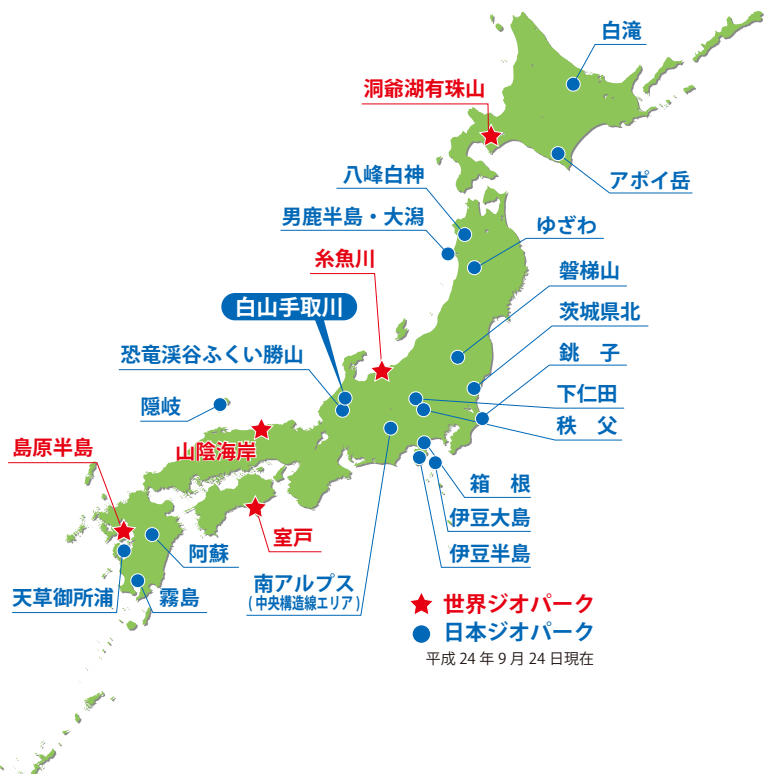 白滝
洞爺湖有珠山
八峰白神
アポイ岳
男鹿半島・大潟
ゆざわ
糸魚川
磐梯山
白山手取川
茨城県北
恐竜渓谷ふくい勝山
銚　子
隠岐
下仁田
秩　父
島原半島
山陰海岸
箱　根
伊豆大島
室戸
阿蘇
伊豆半島
南アルプス
(中央構造線エリア)
天草御所浦
霧島
世界ジオパーク
日本ジオパーク
平成24年9月24日現在